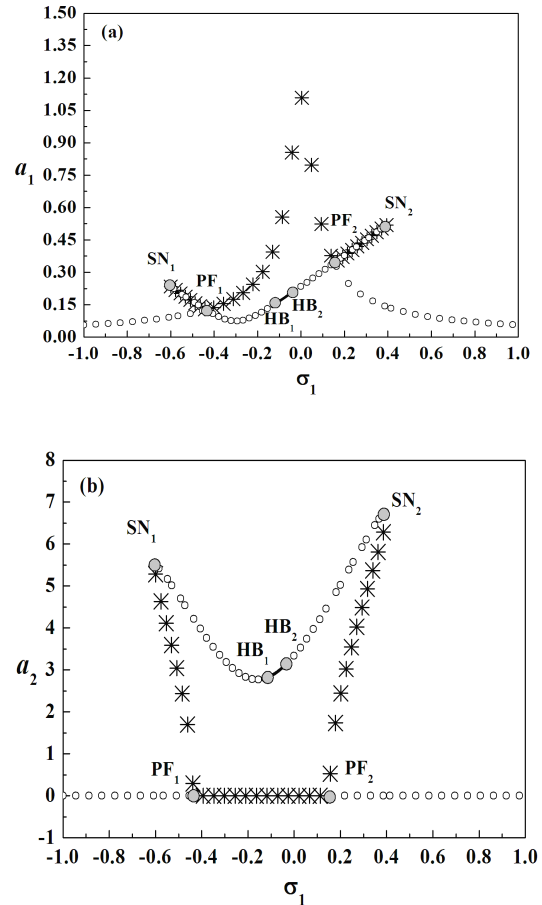 (a)
1.50
1.35
1.20
1.05
0.90
0.75
0.60
0.45
0.30
0.15
0.00
a₁
SN₁
PF₁
HB₁
HB₂
PF₂
SN₂
-1.0 -0.8 -0.6 -0.4 -0.2 0.0 0.2 0.4 0.6 0.8 1.0
σ₁
(b)
8
7
6
5
4
3
2
1
0
-1
a₂
SN₁
SN₂
HB₂
HB₁
PF₁
PF₂
-1.0 -0.8 -0.6 -0.4 -0.2 0.0 0.2 0.4 0.6 0.8 1.0
σ₁